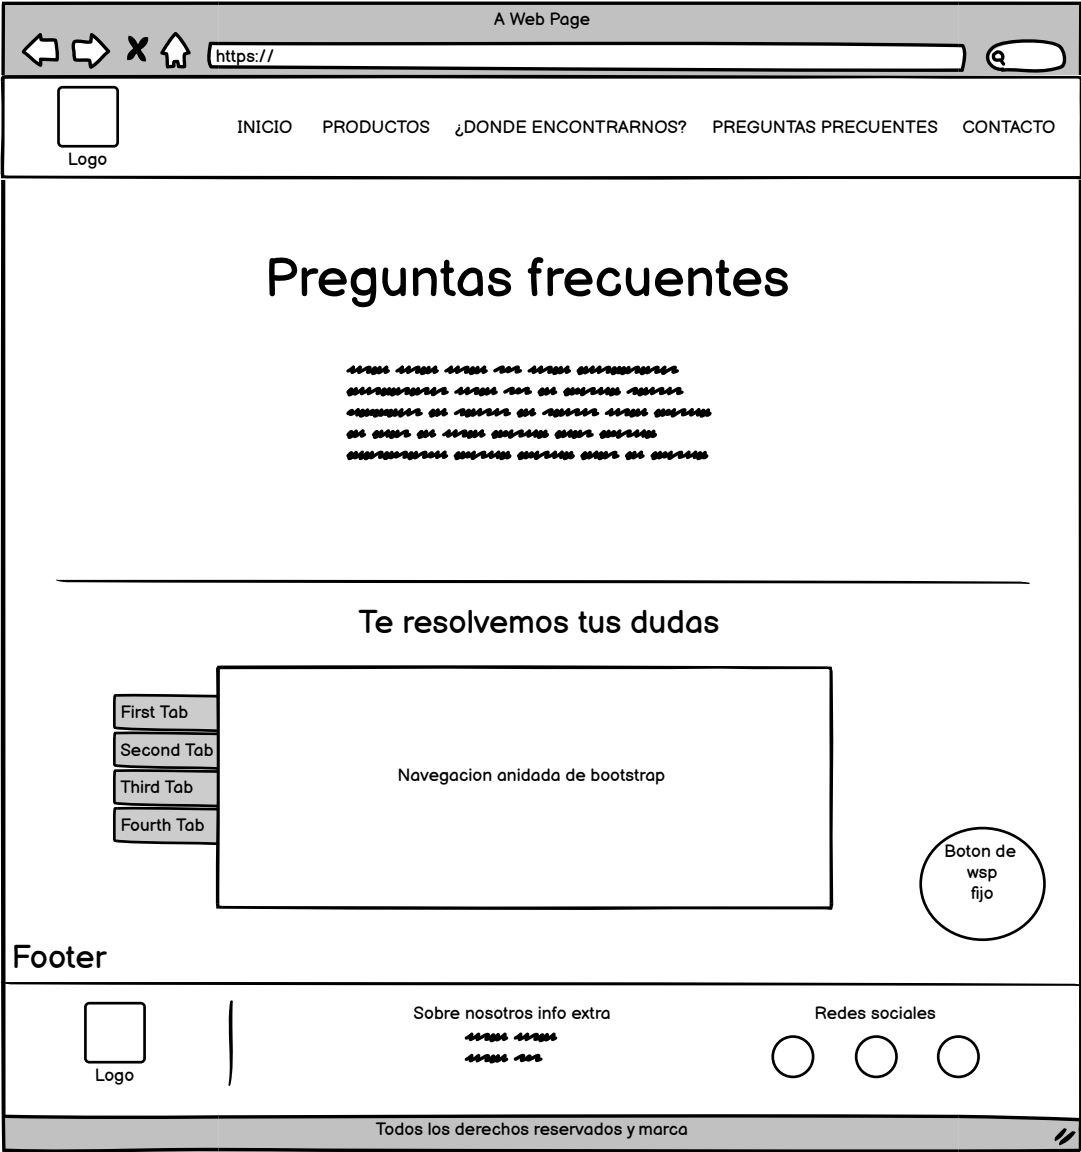 A Web Page
https://
Logo
INICIO
PRODUCTOS
¿DONDE ENCONTRARNOS?
PREGUNTAS PRECUENTES
CONTACTO
Preguntas frecuentes
Te resolvemos tus dudas
First Tab
Second Tab
Third Tab
Fourth Tab
Navegacion anidada de bootstrap
Boton de
wsp
fijo
Footer
Logo
Sobre nosotros info extra
Redes sociales
Todos los derechos reservados y marca